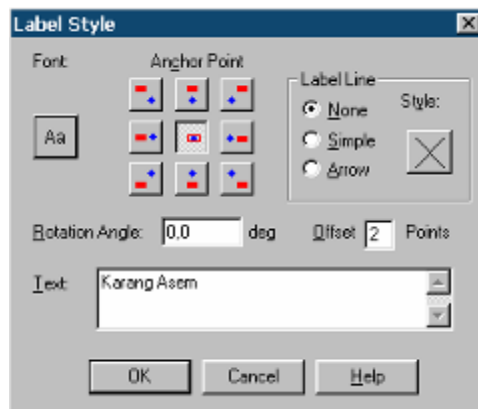 Label Style
Font Anchor Point
Label Line
Aa
None Style:
Simple
Arrow
Rotation Angle: 0,0 deg Offset 2 Points
Text Karang Asem
OK Cancel Help